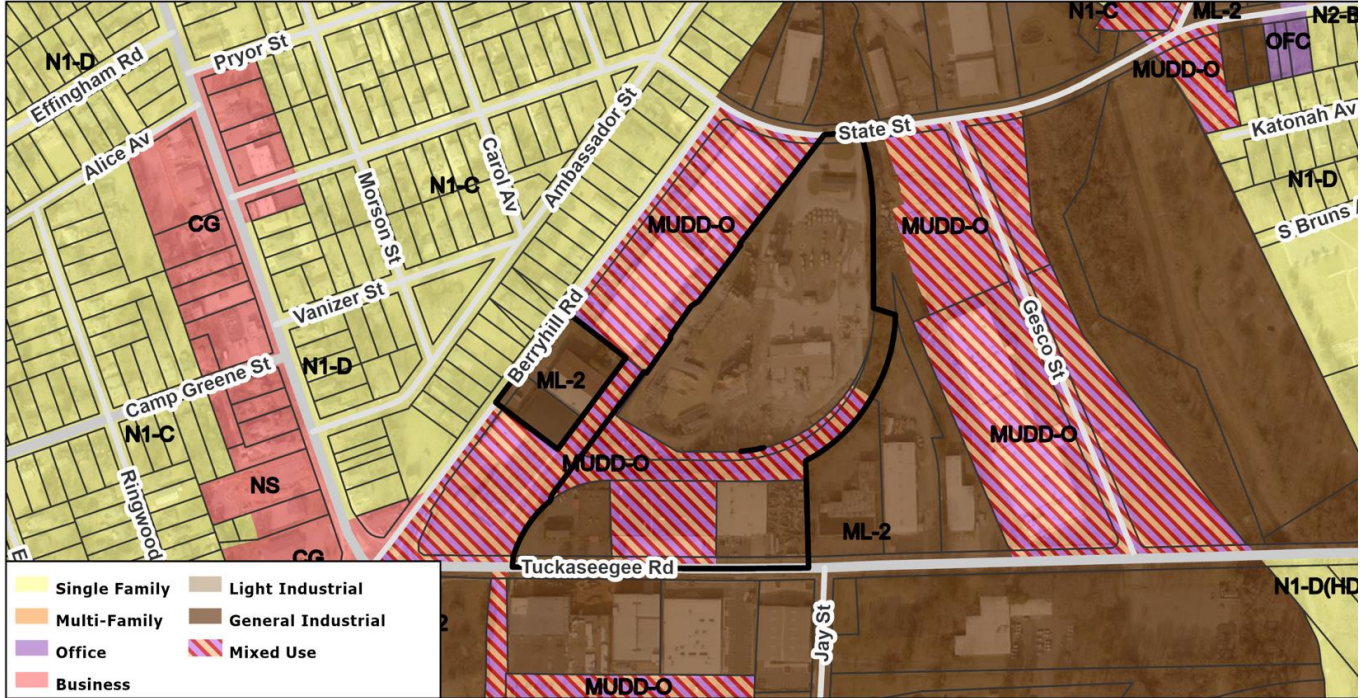 N1-C
ML-2
N2-B
N1-D
Pryor St
OFC
Effingham Rd
MUDD-O
Katonah Av
State St
Alice Av
Carol Av
Ambassador St
N1-C
N1-D
Morson St
S Bruns
CG
MUDD-O
MUDD-O
Vanizer St
Berryhill Rd
Gesco St
N1-D
ML-2
Camp Greene St
N1-C
MUDD-O
MUDD-O
Ringwood
NS
ML-2
CG
Tuckaseegee Rd
N1-D(HD
Jay St
MUDD-O
Single Family
Multi-Family
Office
Business
Light Industrial
General Industrial
Mixed Use